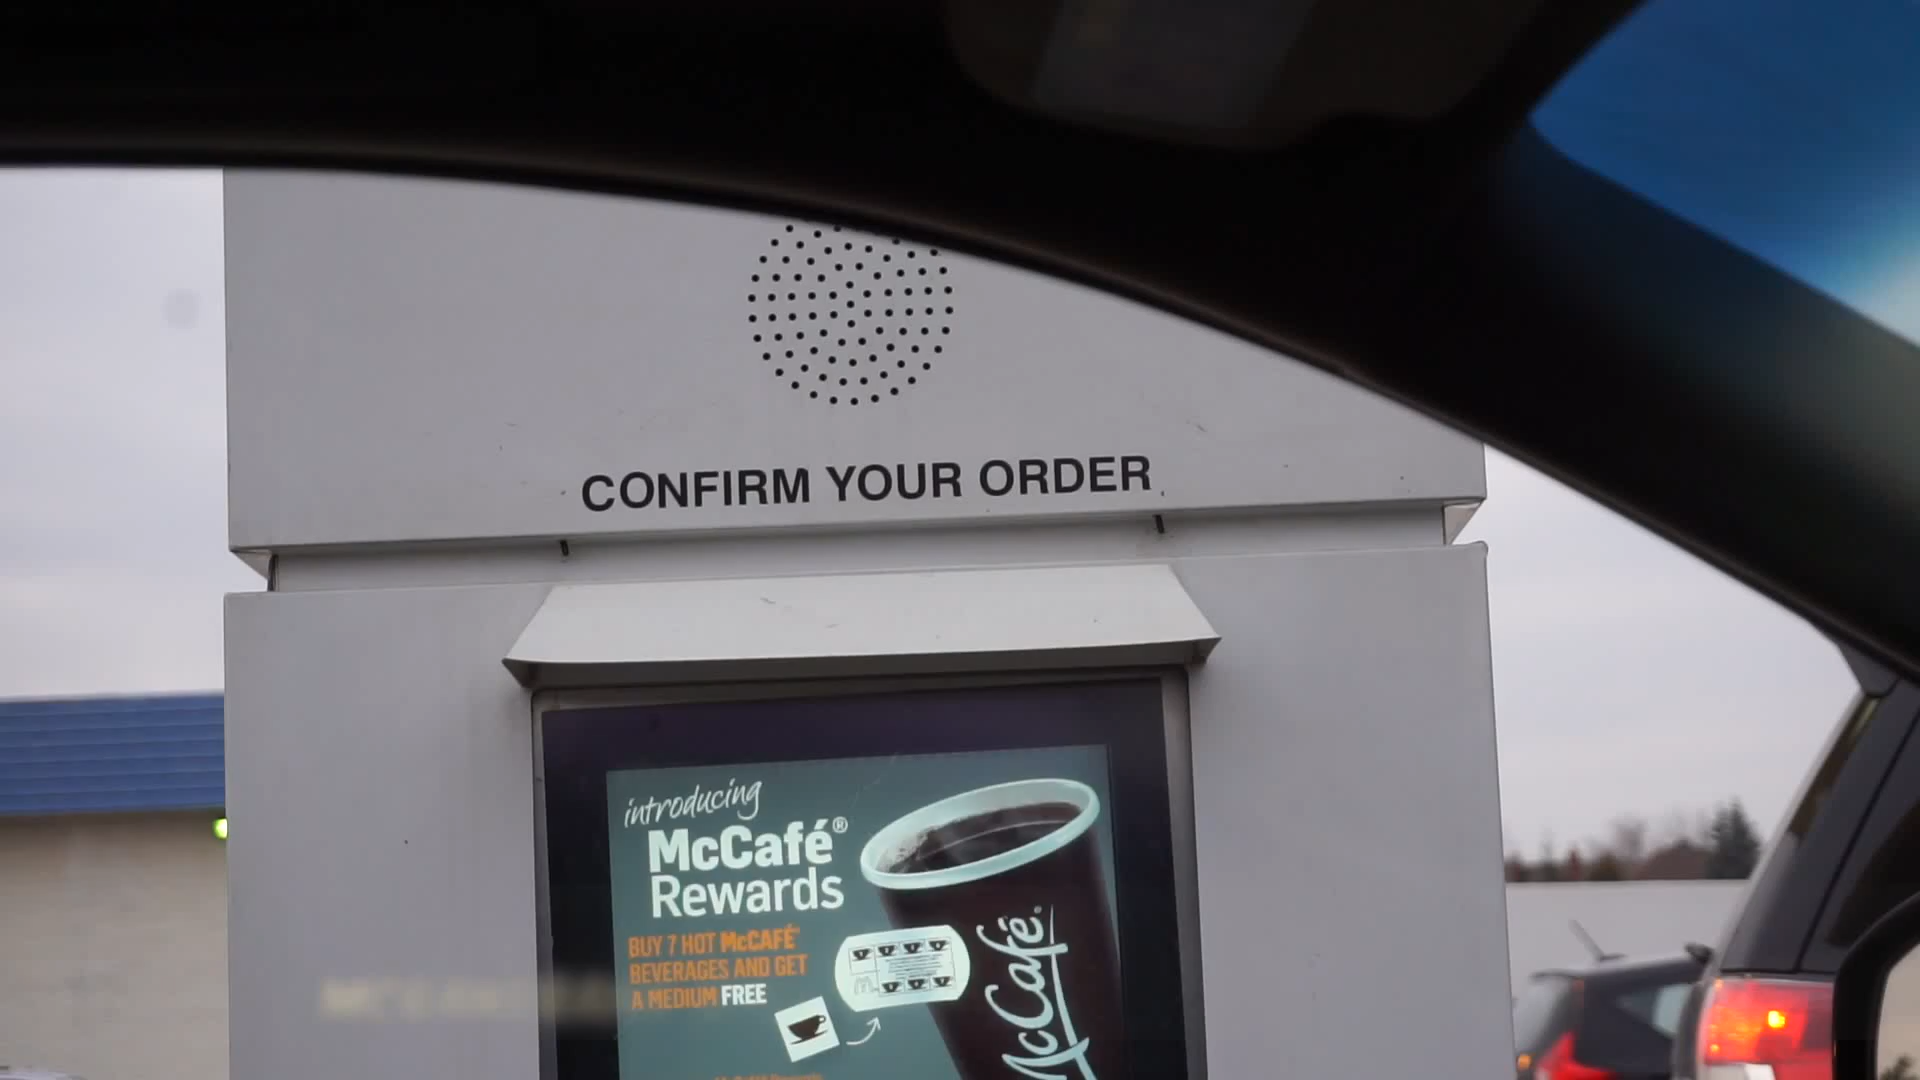 CONFIRM YOUR ORDER
introducing
McCafé®
Rewards
BUY 7 HOT McCAFÉ
BEVERAGES AND GET
A MEDIUM FREE
McCafé